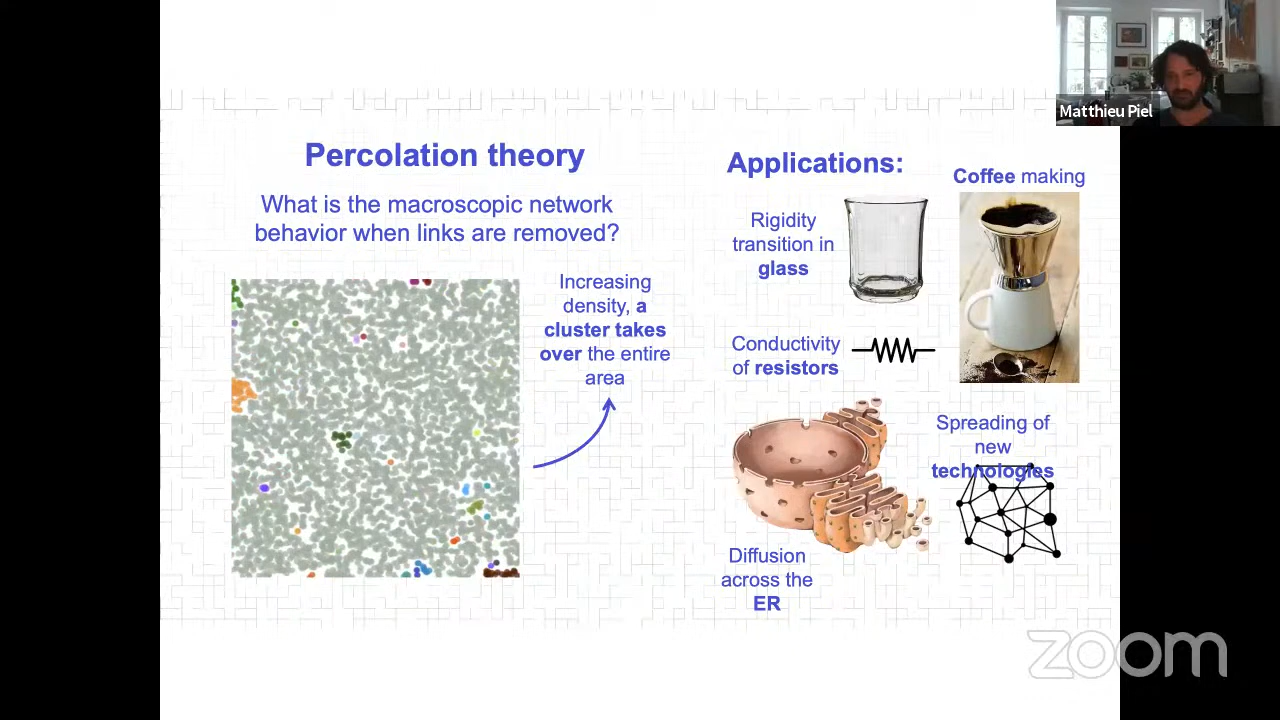 Matthieu Piel
Percolation theory
What is the macroscopic network
behavior when links are removed?
Increasing
density, a
cluster takes
over the entire
area
Applications:
Rigidity
transition in
glass
Coffee making
Conductivity
of resistors
Diffusion
across the
ER
Spreading of
new
technologies
zoom